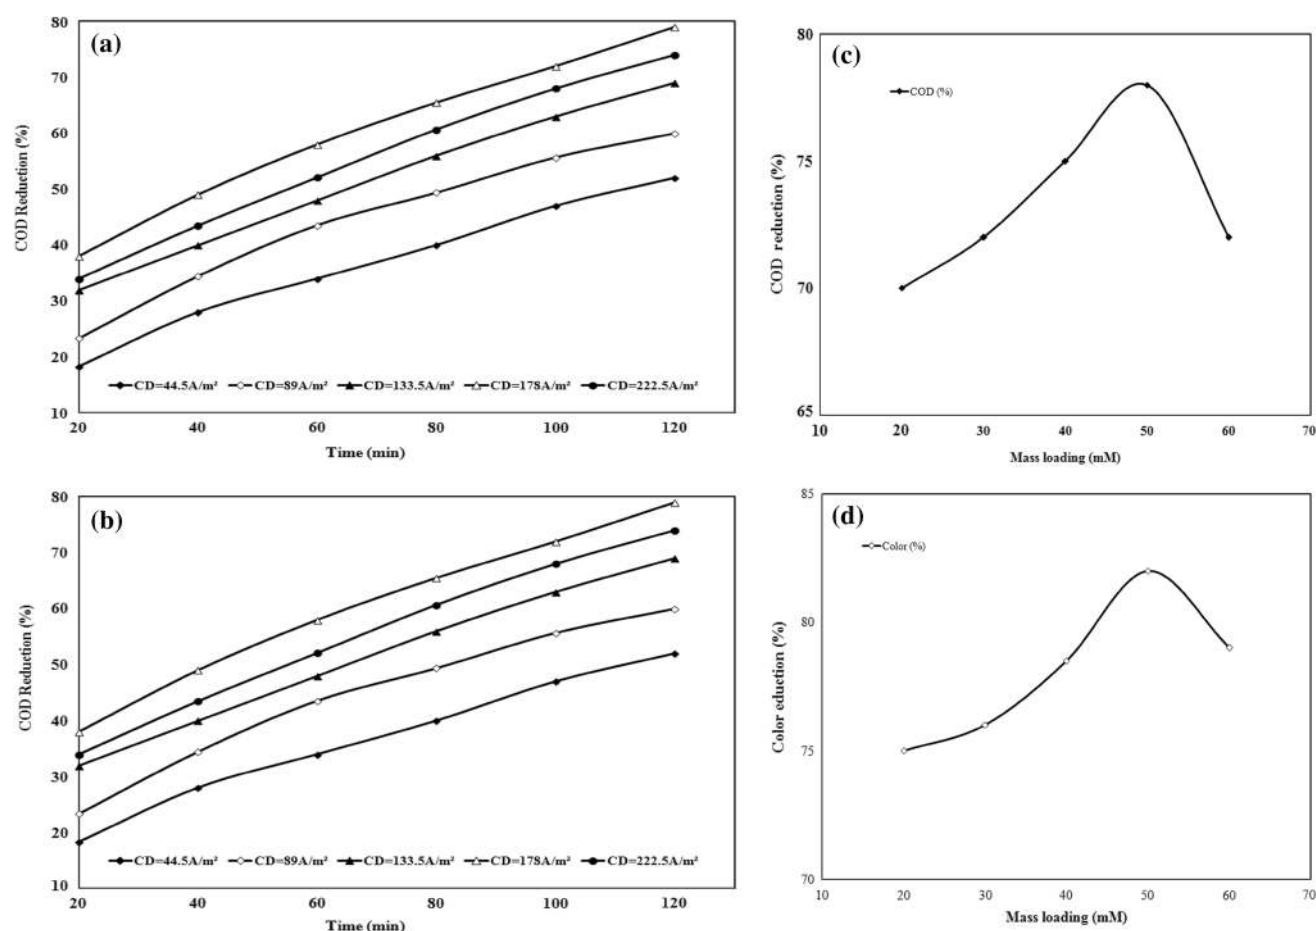 (a)
COD Reduction (%)
80
70
60
50
40
30
20
10
CD=44.5A/m² CD=89A/m² CD=133.5A/m² CD=178A/m² CD=222.5A/m²
20 40 60 80 100 120
Time (min)
(b)
COD Reduction (%)
80
70
60
50
40
30
20
10
CD=44.5A/m² CD=89A/m² CD=133.5A/m² CD=178A/m² CD=222.5A/m²
20 40 60 80 100 120
Time (min)
(c)
COD reduction (%)
80
75
70
65
COD (%)
10 20 30 40 50 60 70
Mass loading (mM)
(d)
Color eduction (%)
85
80
75
70
Color (%)
10 20 30 40 50 60 70
Mass loading (mM)